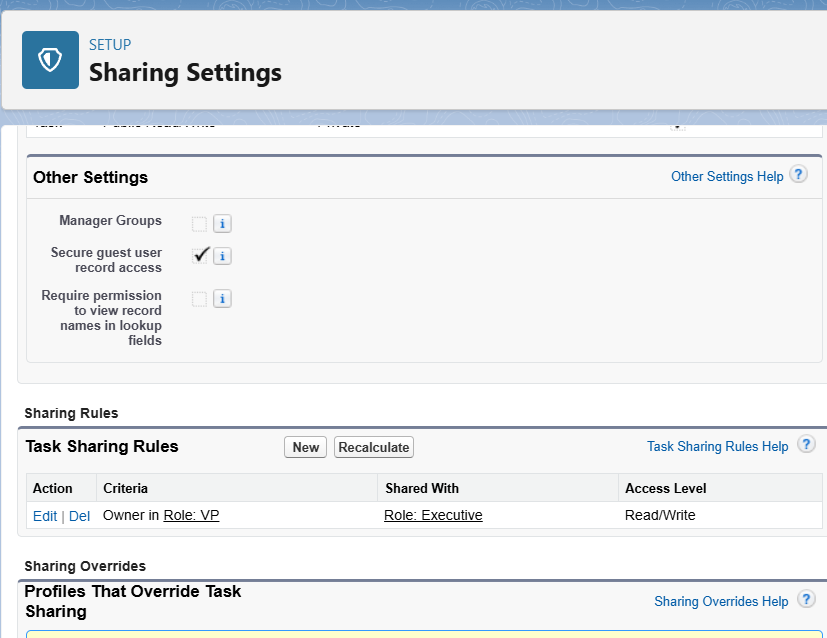 SETUP
Sharing Settings
Other Settings
Other Settings Help ?
Manager Groups
Secure guest user
record access
Require permission
to view record
names in lookup
fields
Sharing Rules
Task Sharing Rules New Recalculate Task Sharing Rules Help ?
Action Criteria Shared With Access Level
Edit | Del Owner in Role: VP Role: Executive Read/Write
Sharing Overrides
Profiles That Override Task
Sharing
Sharing Overrides Help ?